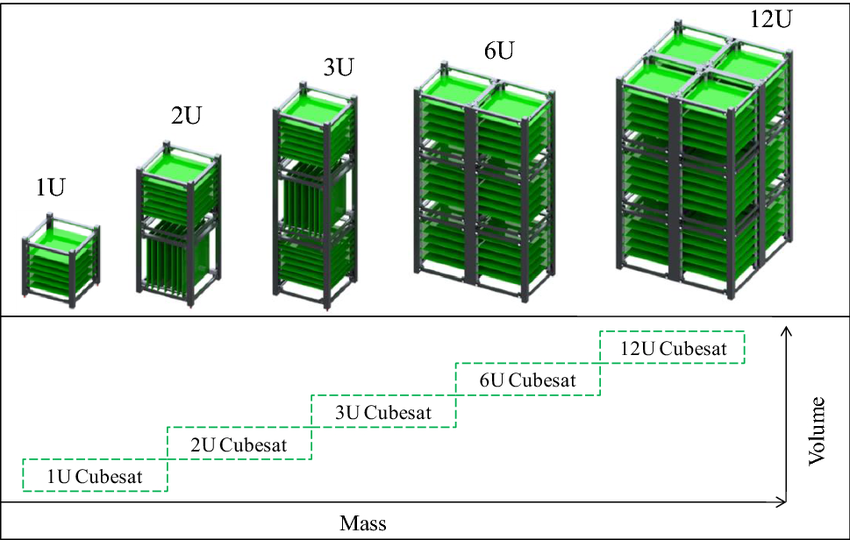 1U
2U
3U
6U
12U
12U Cubesat
6U Cubesat
3U Cubesat
2U Cubesat
1U Cubesat
Volume
Mass